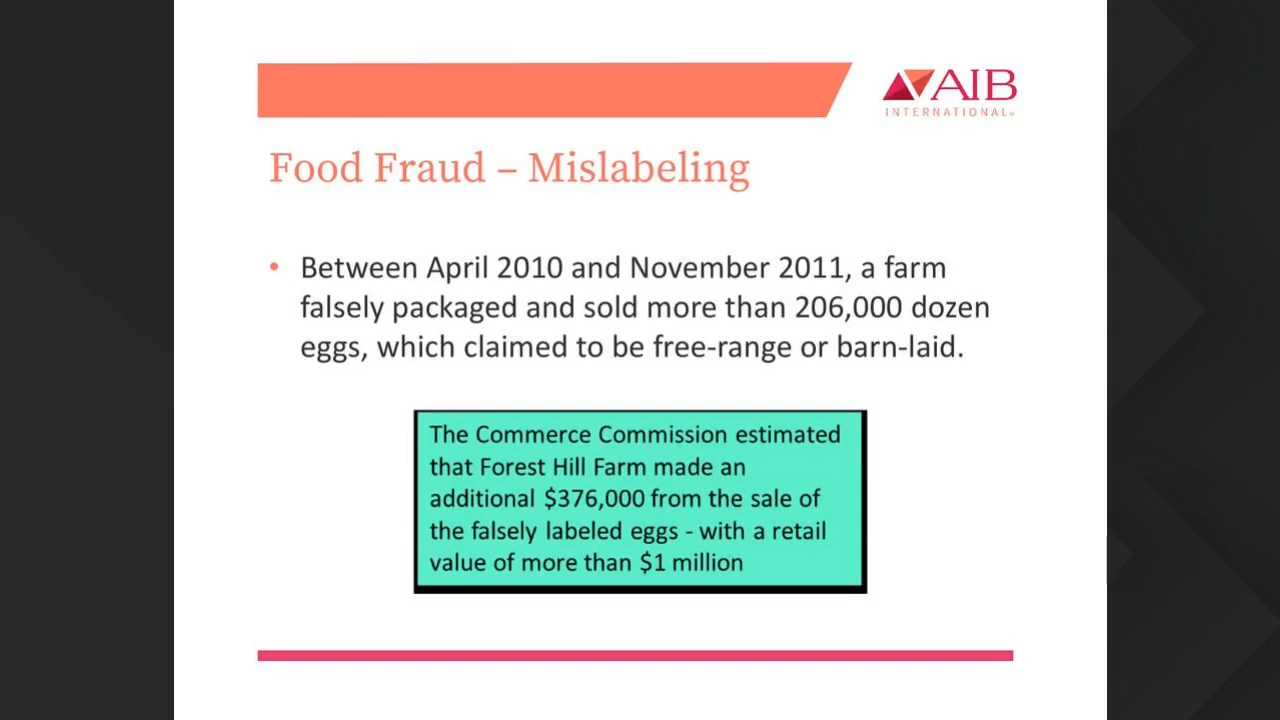 AIB
INTERNATIONAL®
Food Fraud – Mislabeling
• Between April 2010 and November 2011, a farm
falsely packaged and sold more than 206,000 dozen
eggs, which claimed to be free-range or barn-laid.
The Commerce Commission estimated
that Forest Hill Farm made an
additional $376,000 from the sale of
the falsely labeled eggs - with a retail
value of more than $1 million